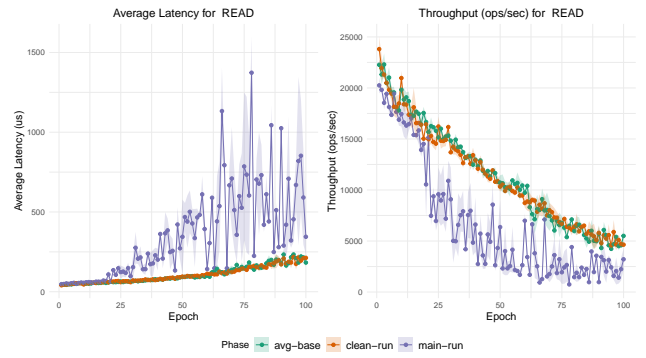 Average Latency for  READ
Average Latency (us)
1500
1000
500
0
0
25
50
75
100
Epoch
Throughput (ops/sec) for  READ
Throughput (ops/sec)
25000
20000
15000
10000
5000
0
0
25
50
75
100
Epoch
Phase
avg−base
clean−run
main−run